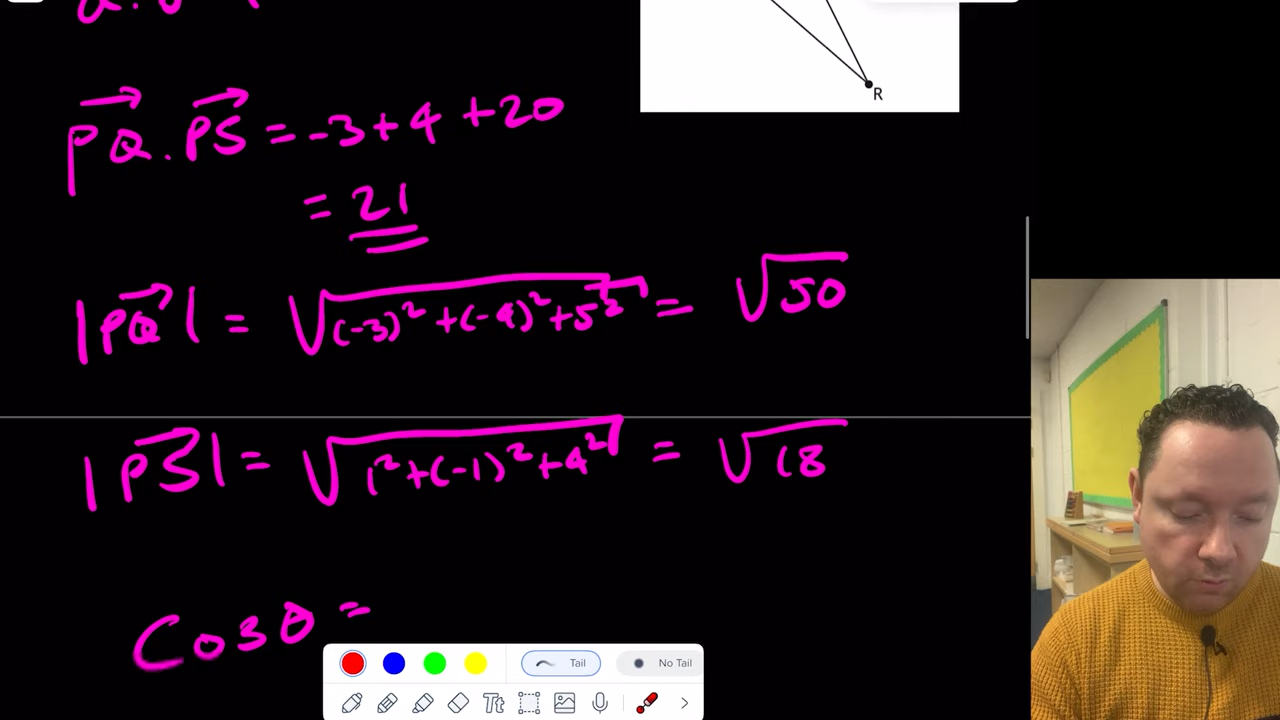 R
→PQ . →PS = -3 + 4 + 20
= 21
|→PQ| = √(-3)² + (-4)² + 5² = √50
|→PS| = √1² + (-1)² + 4² = √18
Cosθ =
Tail No Tail
Tt